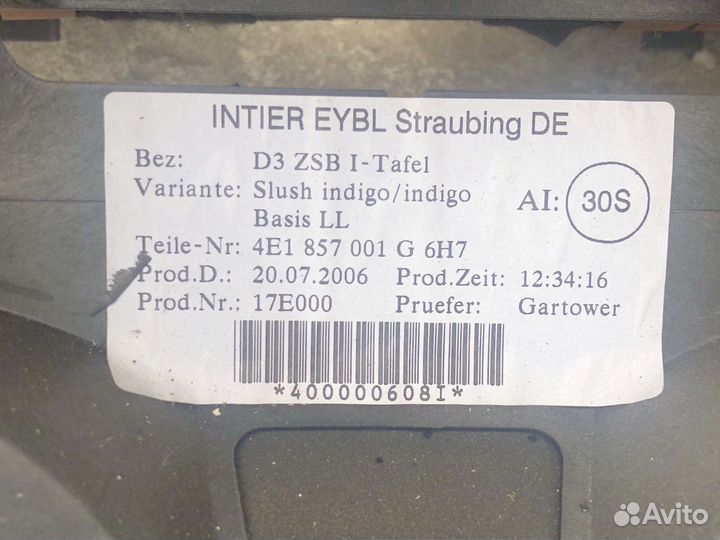 INTIER EYBL Straubing DE
Bez: D3 ZSB I-Tafel
Variante: Slush indigo/indigo
Basis LL
AI: 30S
Teile-Nr: 4E1 857 001 G 6H7
Prod.D.: 20.07.2006 Prod.Zeit: 12:34:16
Prod.Nr.: 17E000 Pruefer: Gartower
*400000608I*
Avito